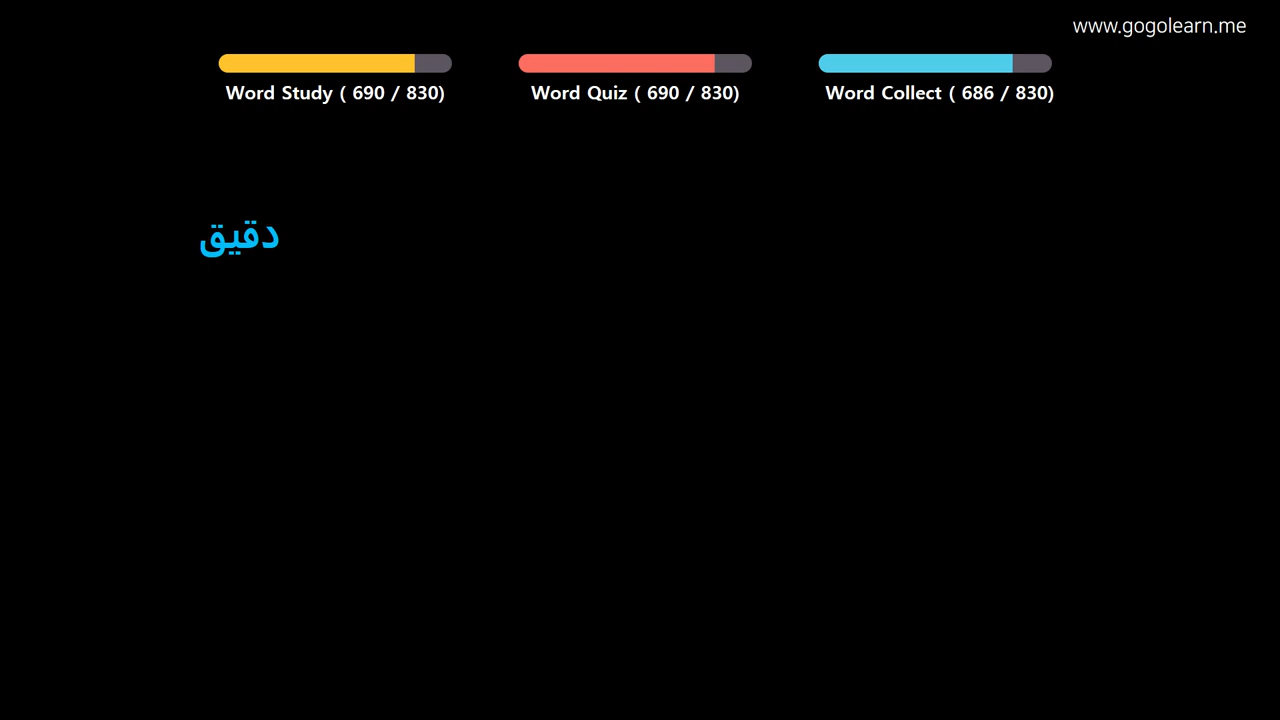 www.gogolearn.me
Word Study ( 690 / 830)
Word Quiz ( 690 / 830)
Word Collect ( 686 / 830)
دقيق